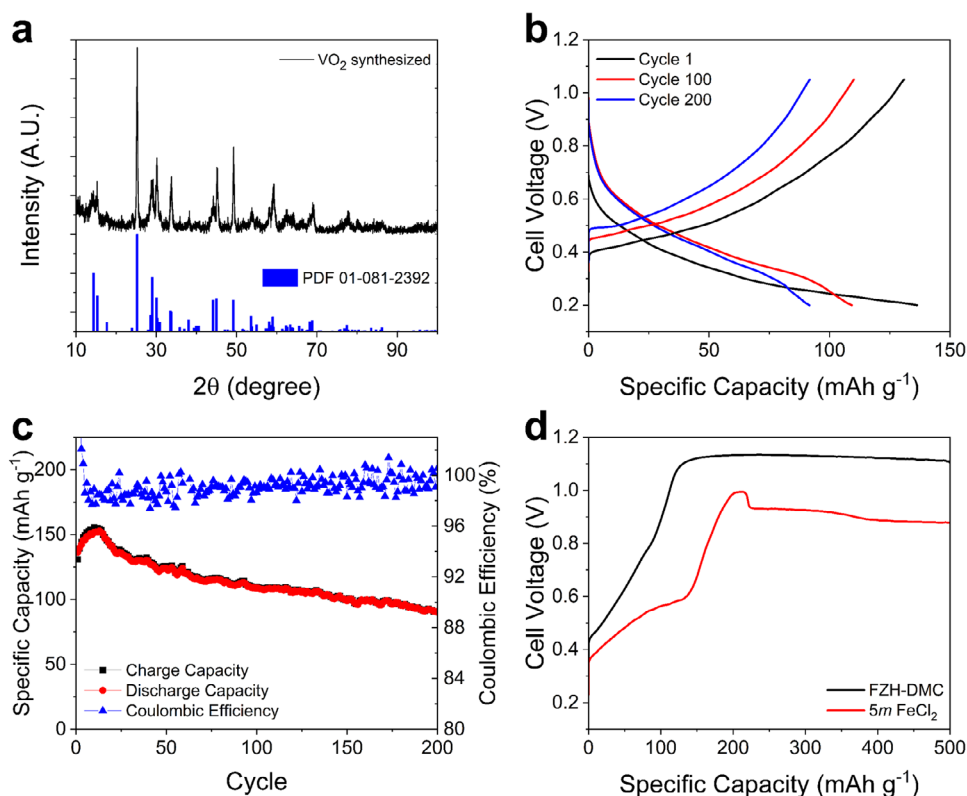 a
Intensity (A.U.)
VO₂ synthesized
PDF 01-081-2392
10 30 50 70 90
2θ (degree)
b
Cell Voltage (V)
1.2
1.0
0.8
0.6
0.4
0.2
Cycle 1
Cycle 100
Cycle 200
0 50 100 150
Specific Capacity (mAh g⁻¹)
c
Specific Capacity (mAh g⁻¹)
200
150
100
50
0
Charge Capacity
Discharge Capacity
Coulombic Efficiency
100
96
92
88
84
80
Coulombic Efficiency (%)
0 50 100 150 200
Cycle
d
Cell Voltage (V)
1.2
1.0
0.8
0.6
0.4
0.2
FZH-DMC
5m FeCl₂
0 100 200 300 400 500
Specific Capacity (mAh g⁻¹)